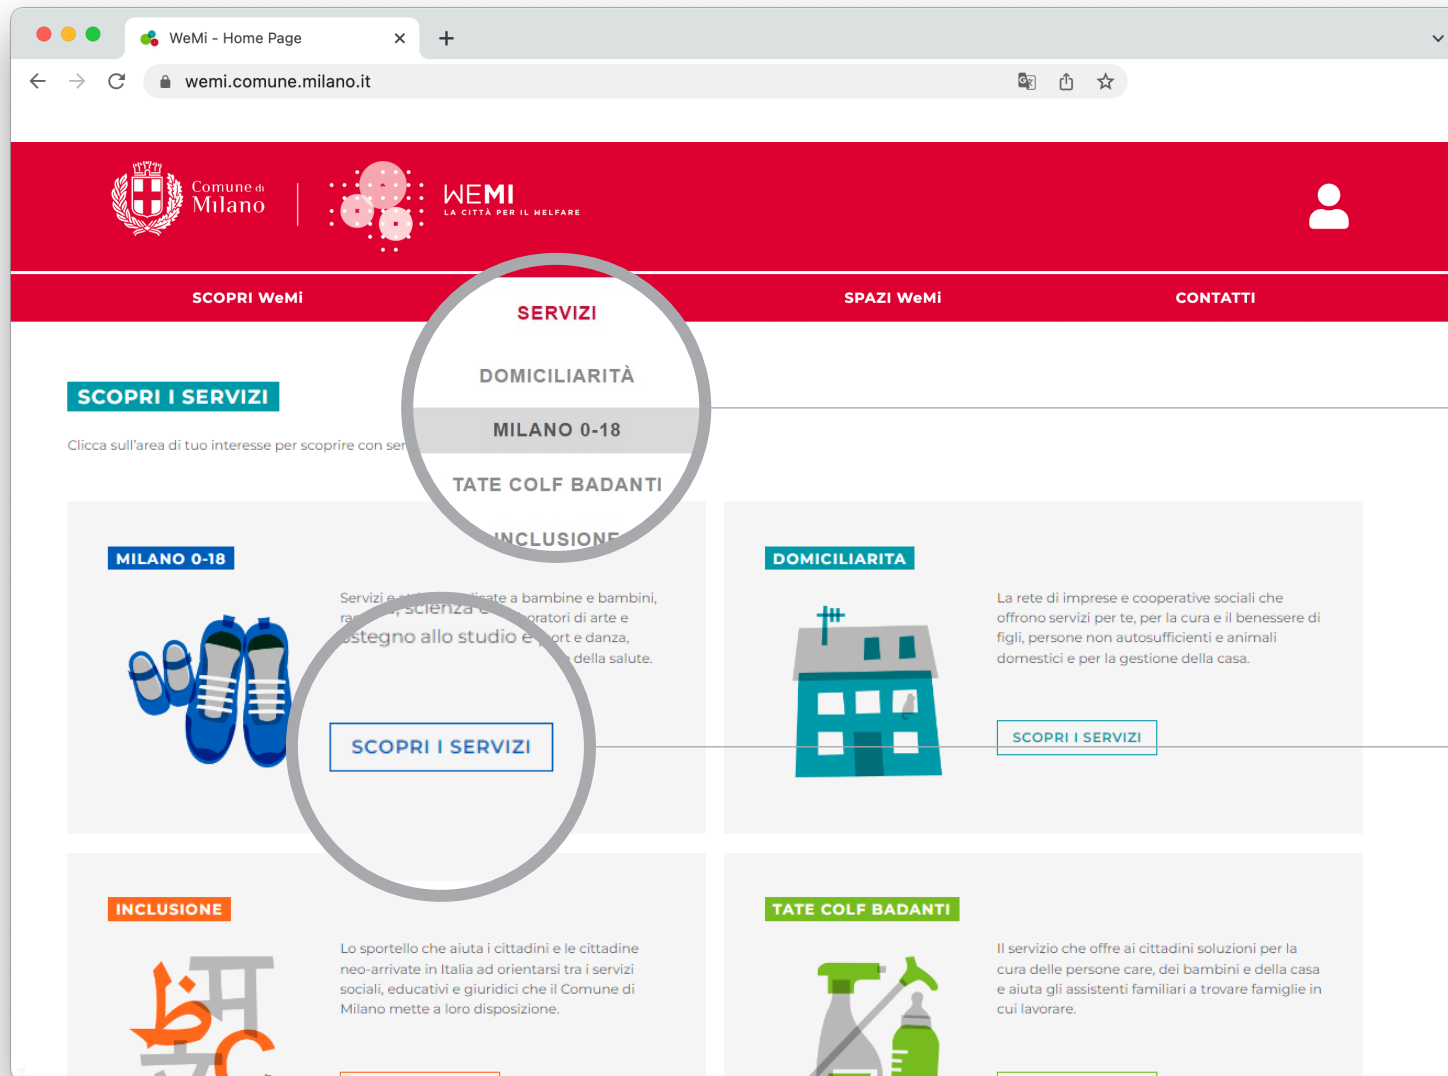 WeMi - Home Page
wemi.comune.milano.it
Comune di
Milano
WEMI
LA CITTÀ PER IL WELFARE
SCOPRI WeMi
SERVIZI
SPAZI WeMi
CONTATTI
DOMICILIARITÀ
MILANO 0-18
TATE COLF BADANTI
INCLUSIONE
SCOPRI I SERVIZI
Clicca sull'area di tuo interesse per scoprire con
MILANO 0-18
Servizi e dicate a bambine e bambini,
oratori di arte e
scienza
ostegno allo studio e ort e danza,
della salute.
SCOPRI I SERVIZI
DOMICILIARITA
La rete di imprese e cooperative sociali che
offrono servizi per te, per la cura e il benessere di
figli, persone non autosufficienti e animali
domestici e per la gestione della casa.
SCOPRI I SERVIZI
INCLUSIONE
Lo sportello che aiuta i cittadini e le cittadine
neo-arrivate in Italia ad orientarsi tra i servizi
sociali, educativi e giuridici che il Comune di
Milano mette a loro disposizione.
TATE COLF BADANTI
Il servizio che offre ai cittadini soluzioni per la
cura delle persone care, dei bambini e della casa
e aiuta gli assistenti familiari a trovare famiglie in
cui lavorare.